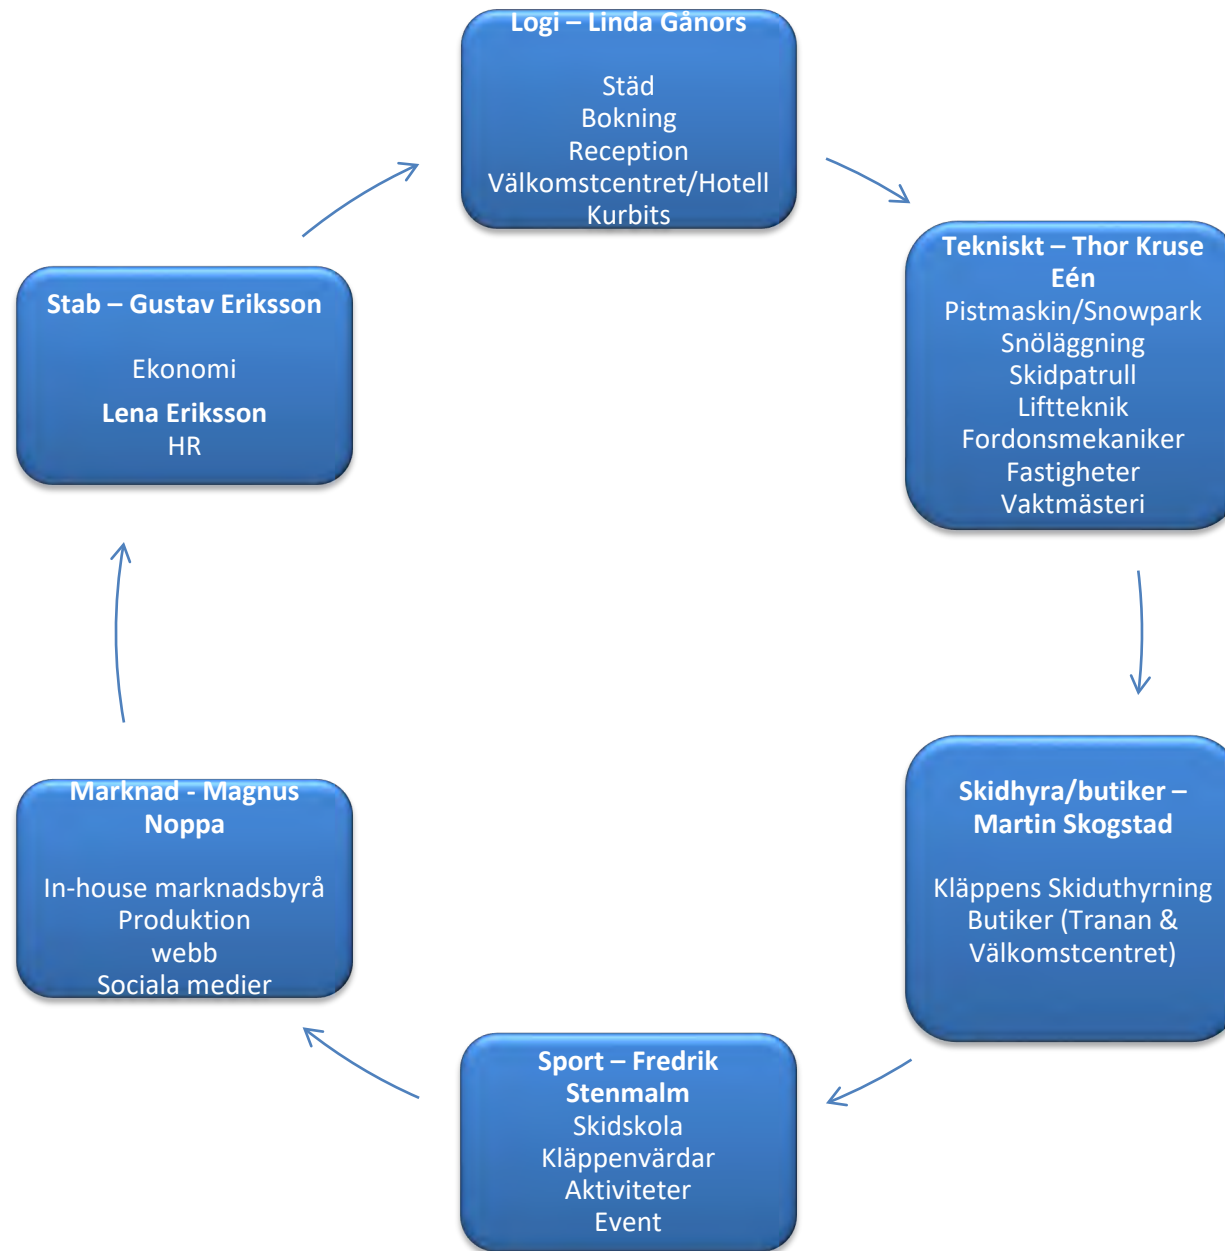 Logi – Linda Gånors
Städ
Bokning
Reception
Välkomstcentret/Hotell
Kurbits
Tekniskt – Thor Kruse
Eén
Pistmaskin/Snowpark
Snöläggning
Skidpatrull
Liftteknik
Fordonsmekaniker
Fastigheter
Vaktmästeri
Skidhyra/butiker –
Martin Skogstad
Kläppens Skiduthyrning
Butiker (Tranan &
Välkomstcentret)
Sport – Fredrik
Stenmalm
Skidskola
Kläppenvärdar
Aktiviteter
Event
Marknad - Magnus
Noppa
In-house marknadsbyrå
Produktion
webb
Sociala medier
Stab – Gustav Eriksson
Ekonomi
Lena Eriksson
HR